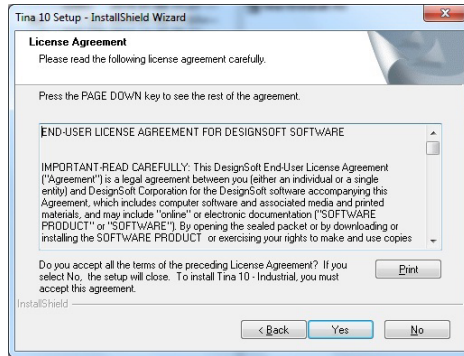 Tina 10 Setup - InstallShield Wizard
License Agreement
Please read the following license agreement carefully.
Press the PAGE DOWN key to see the rest of the agreement.
END-USER LICENSE AGREEMENT FOR DESIGNSOFT SOFTWARE
IMPORTANT-READ CAREFULLY: This DesignSoft End-User License Agreement
("Agreement") is a legal agreement between you (either an individual or a single
entity) and DesignSoft Corporation for the DesignSoft software accompanying this
Agreement, which includes computer software and associated media and printed
materials, and may include "online" or electronic documentation ("SOFTWARE
PRODUCT" or "SOFTWARE"). By opening the sealed packet or by downloading or
installing the SOFTWARE PRODUCT or exercising your rights to make and use copies
Do you accept all the terms of the preceding License Agreement? If you
select No, the setup will close. To install Tina 10 - Industrial, you must
accept this agreement.
Print
InstallShield
< Back
Yes
No